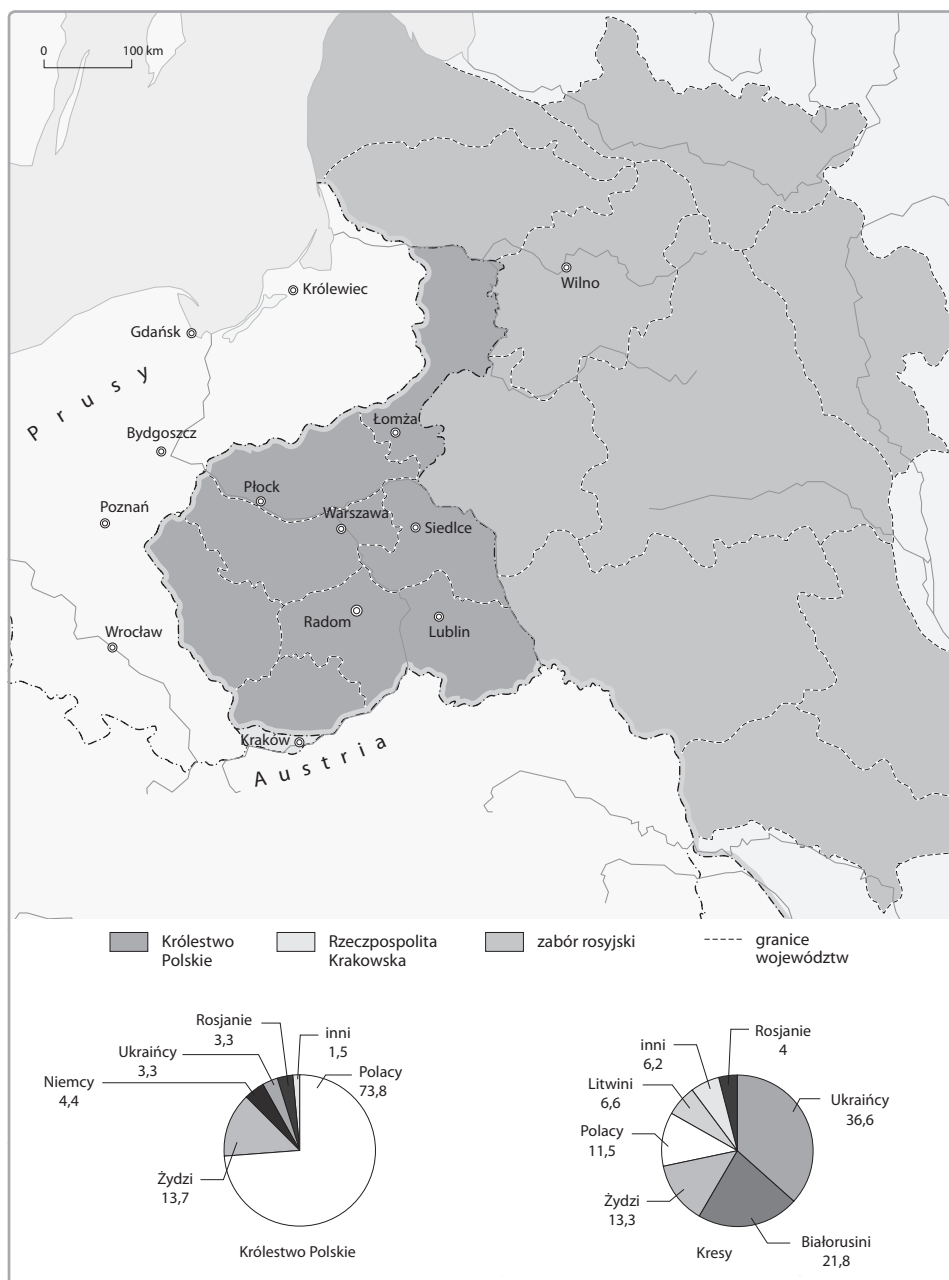 0 100 km
Królewiec
Wilno
Gdańsk
Prusy
Bydgoszcz
Łomża
Płock
Poznań
Warszawa
Siedlce
Radom
Lublin
Wrocław
Kraków
Austria
Królestwo
Polskie
Rzeczpospolita
Krakowska
zabór rosyjski
granice
województw
Rosjanie
3,3
inni
1,5
Ukraińcy
3,3
Polacy
73,8
Niemcy
4,4
Żydzi
13,7
Królestwo Polskie
Rosjanie
4
inni
6,2
Litwini
6,6
Ukraińcy
36,6
Polacy
11,5
Żydzi
13,3
Białorusini
21,8
Kresy